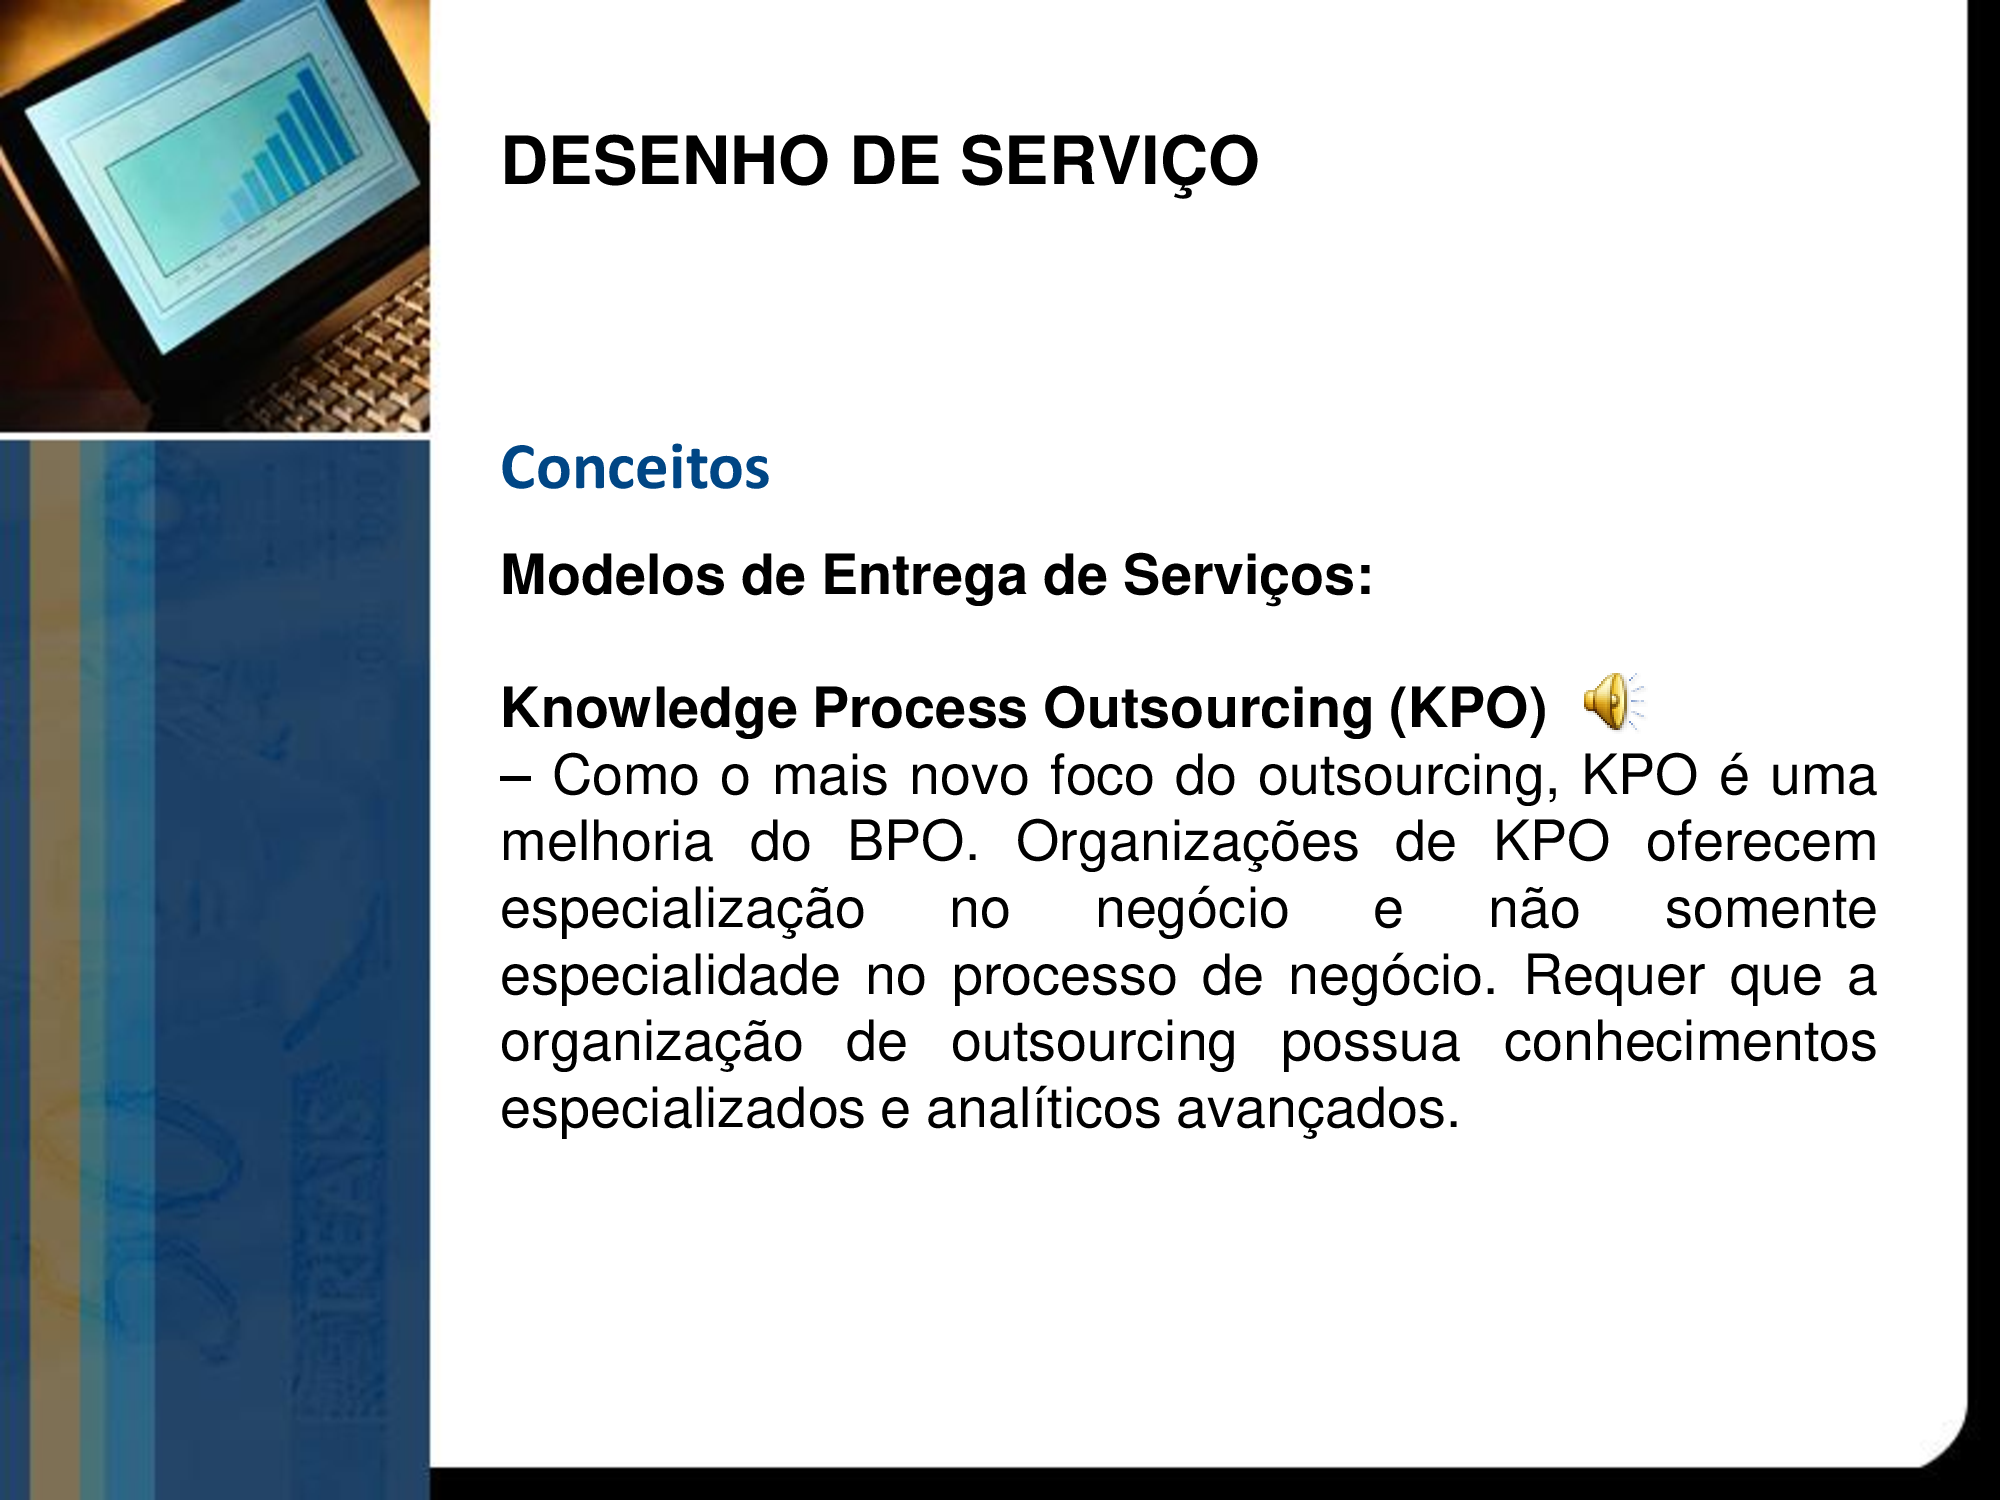 DESENHO DE SERVIÇO
Conceitos
Modelos de Entrega de Serviços:
Knowledge Process Outsourcing (KPO)
– Como o mais novo foco do outsourcing, KPO é uma
melhoria do BPO. Organizações de KPO oferecem
especialização no negócio e não somente
especialidade no processo de negócio. Requer que a
organização de outsourcing possua conhecimentos
especializados e analíticos avançados.
REAIS